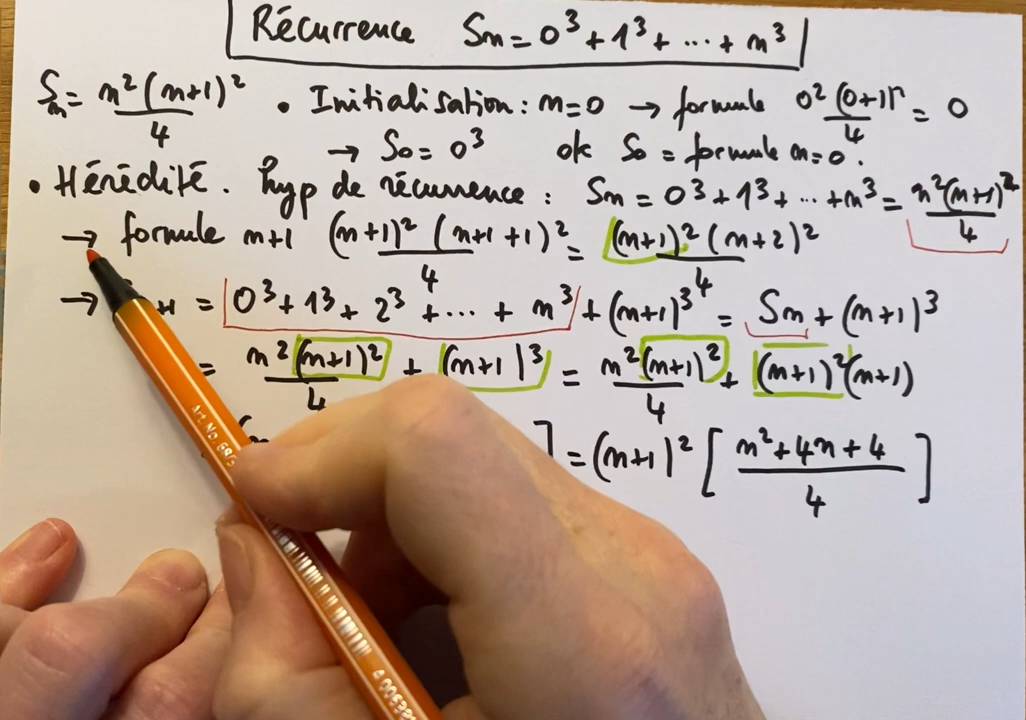 Récurrence Sn = 0³ + 1³ + ... + n³
Sn = n²(n+1)²/4 • Initialisation : n=0 → formule 0²(0+1)²/4 = 0
→ S0 = 0³ ok S0 = formule n=0.
• Hérédité. hyp de récurrence : Sn = 0³ + 1³ + ... + n³ = n²(n+1)²/4
→ formule n+1 (n+1)²(n+1+1)²/4 = (n+1)²(n+2)²/4
→ = 0³ + 1³ + 2³ + ... + n³ + (n+1)³ = Sn + (n+1)³
= n²(n+1)²/4 + (n+1)³ = n²(n+1)²/4 + (n+1)²(n+1)
] = (n+1)² [ n²+4n+4/4 ]
Art.No.